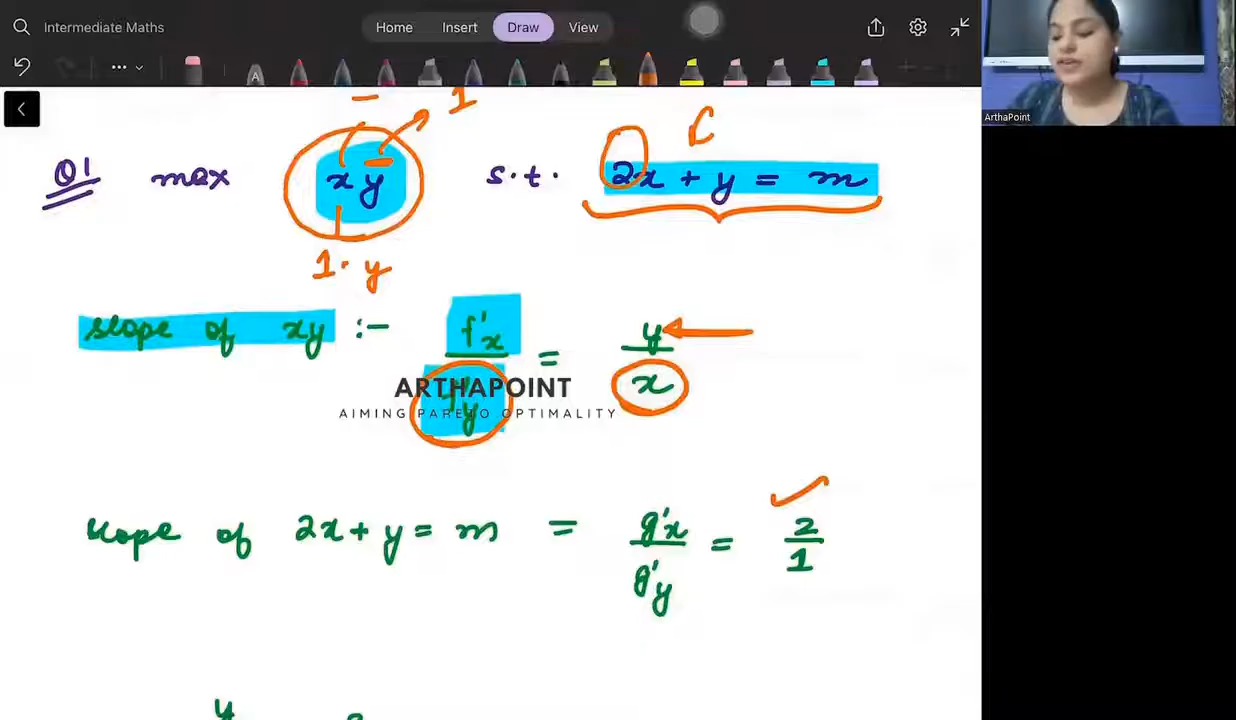 Intermediate Maths
Home Insert Draw View
ArthaPoint
1
Q1 max xy s.t. 2x + y = m
1. y
slope of xy :- f'x / f'y = y / x
ARTHAPOINT
AIMING PARETO OPTIMALITY
slope of 2x + y = m = g'x / g'y = 2 / 1
y 2